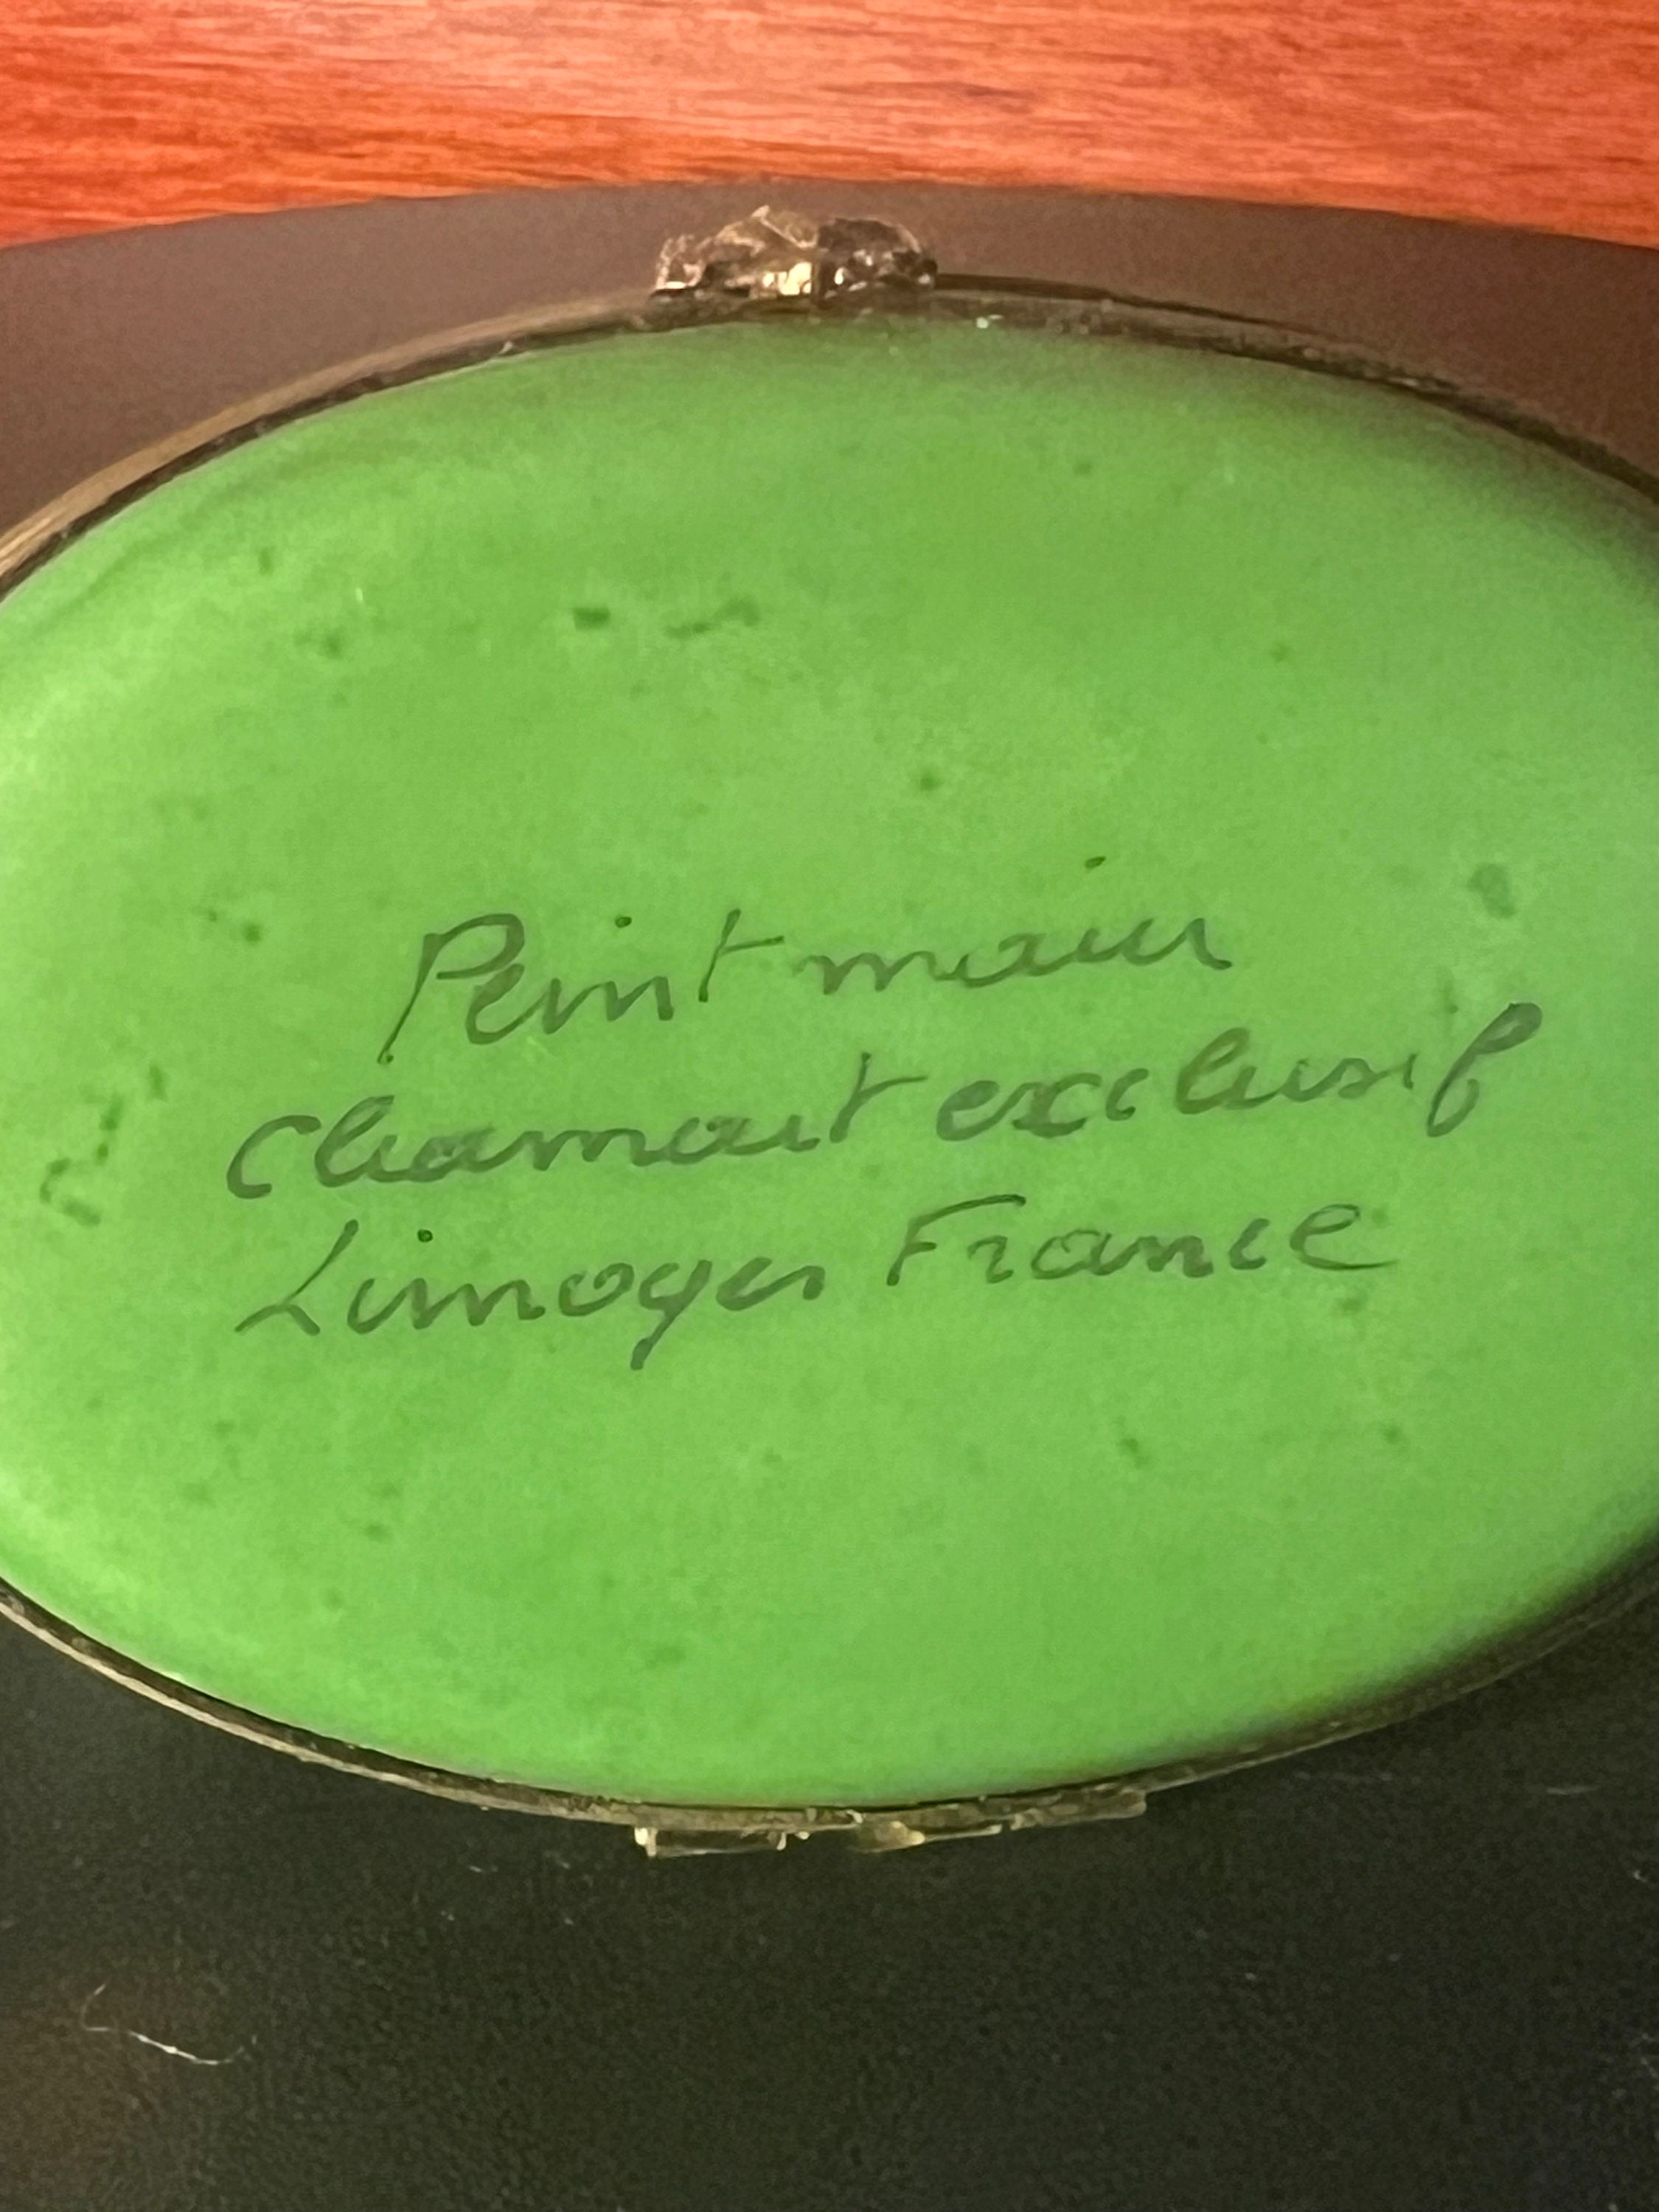 Peint main
Chamart exclusif
Limoges France